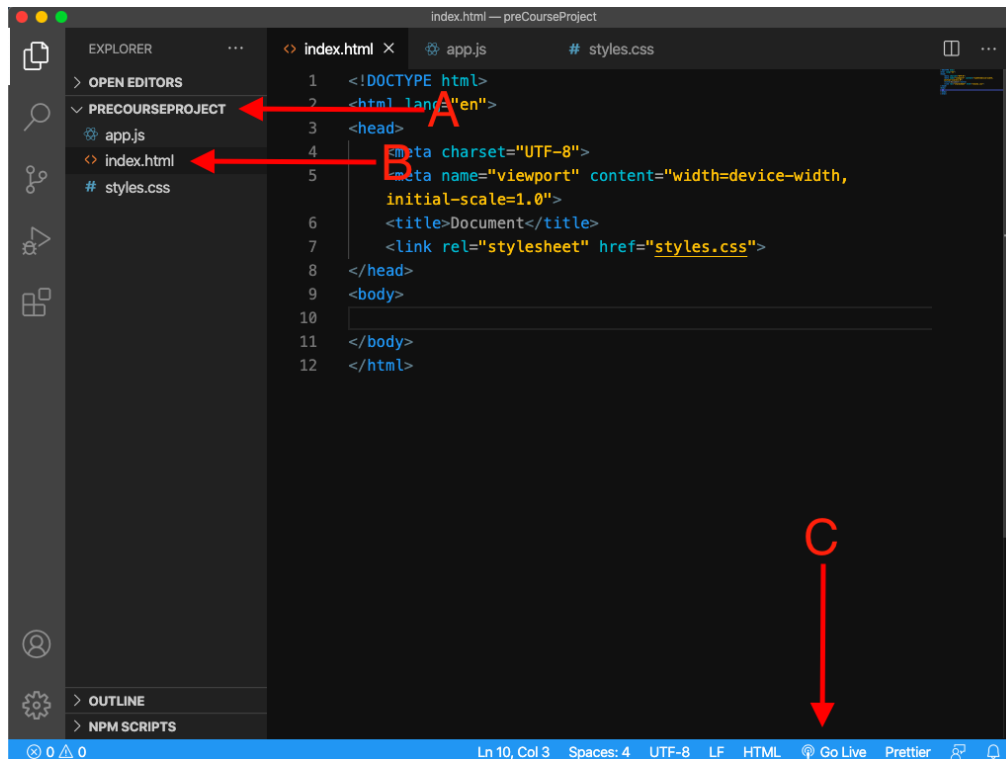 index.html — preCourseProject
EXPLORER ...
OPEN EDITORS
PRECOURSEPROJECT
app.js
index.html
styles.css
OUTLINE
NPM SCRIPTS
index.html app.js styles.css ...
1 <!DOCTYPE html>
2 <html lang="en">
3 <head>
4 <meta charset="UTF-8">
5 <meta name="viewport" content="width=device-width,
initial-scale=1.0">
6 <title>Document</title>
7 <link rel="stylesheet" href="styles.css">
8 </head>
9 <body>
10
11 </body>
12 </html>
A
B
C
0 0 Ln 10, Col 3 Spaces: 4 UTF-8 LF HTML Go Live Prettier